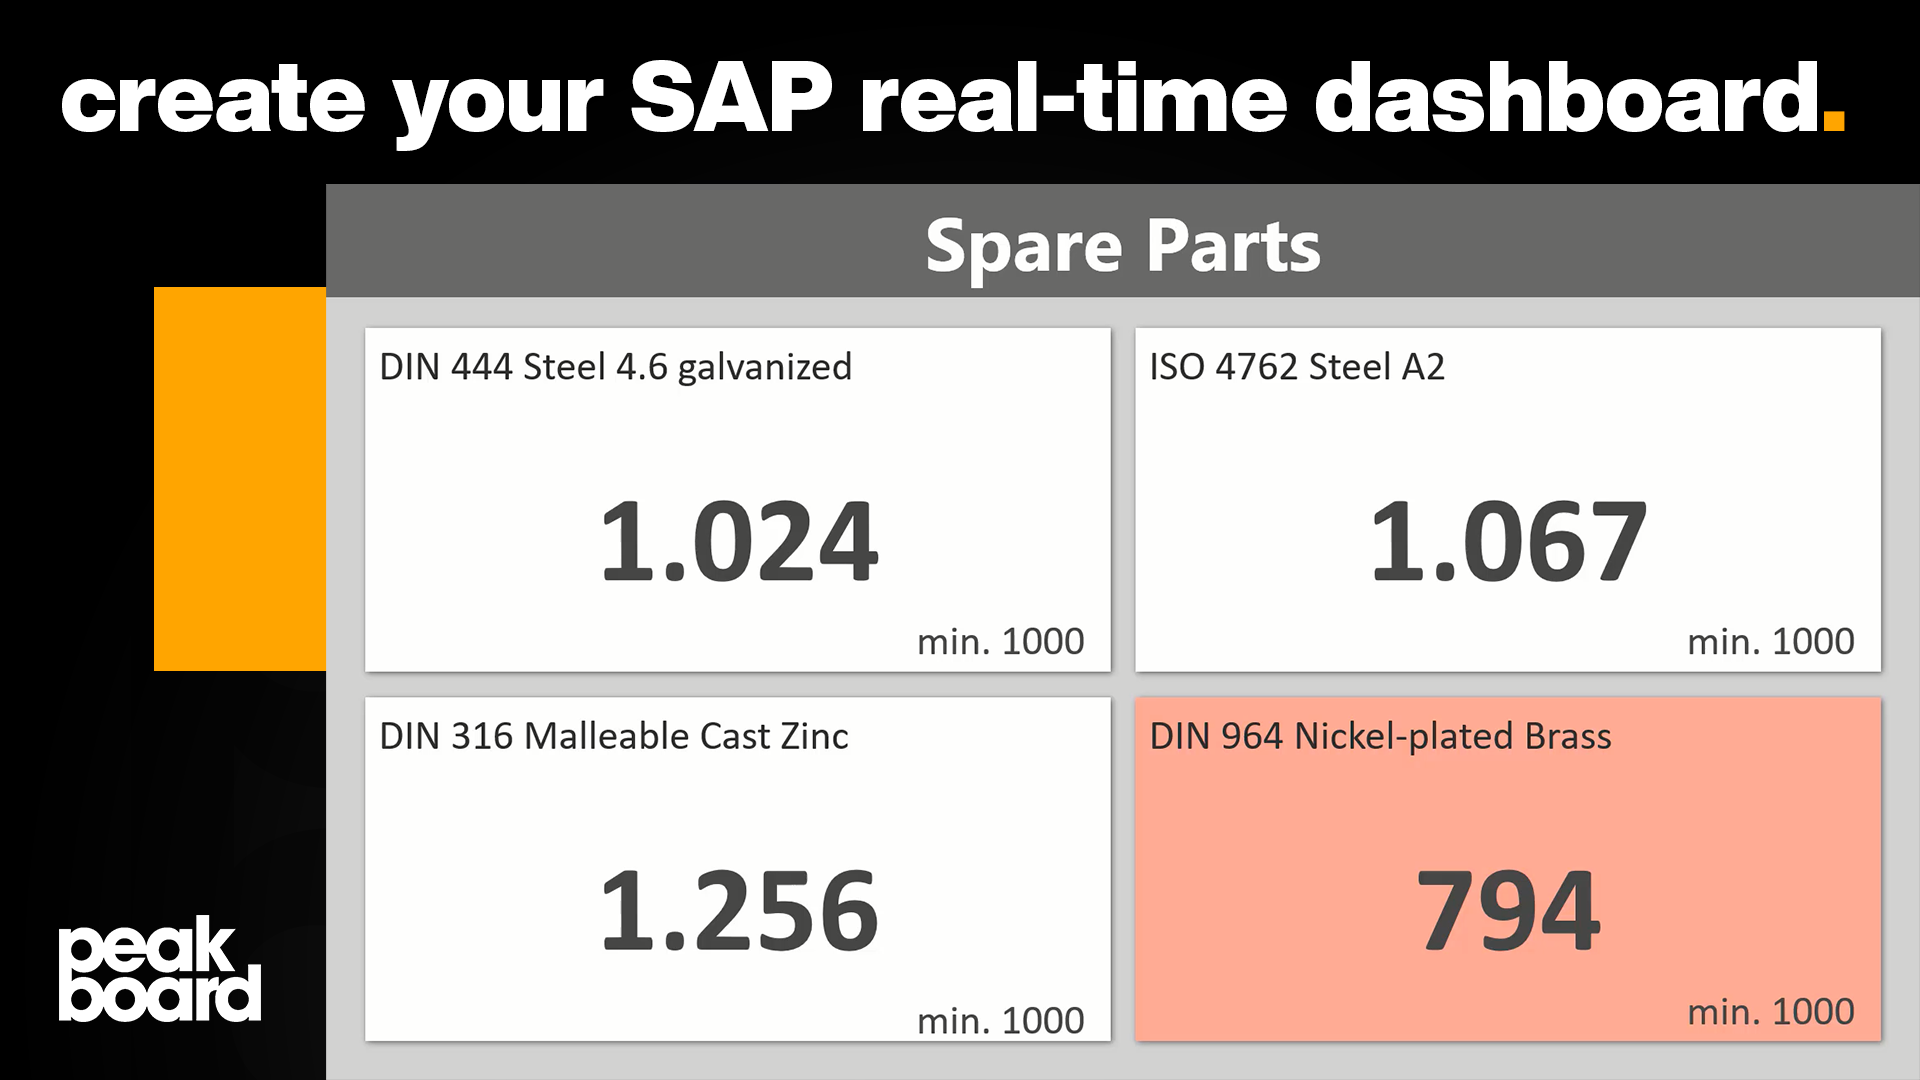 create your SAP real-time dashboard.
Spare Parts
DIN 444 Steel 4.6 galvanized
1.024
min. 1000
ISO 4762 Steel A2
1.067
min. 1000
DIN 316 Malleable Cast Zinc
1.256
min. 1000
DIN 964 Nickel-plated Brass
794
min. 1000
peak
board